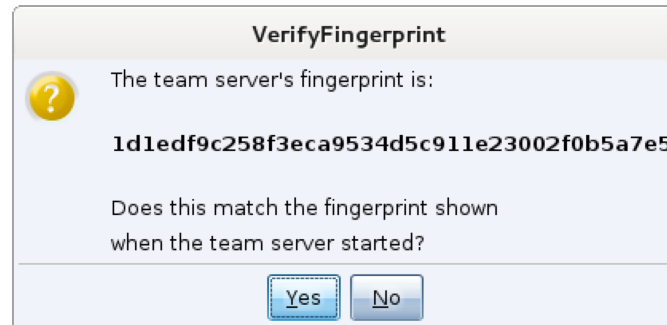 VerifyFingerprint
The team server's fingerprint is:
1d1edf9c258f3eca9534d5c911e23002f0b5a7e5
Does this match the fingerprint shown
when the team server started?
Yes No